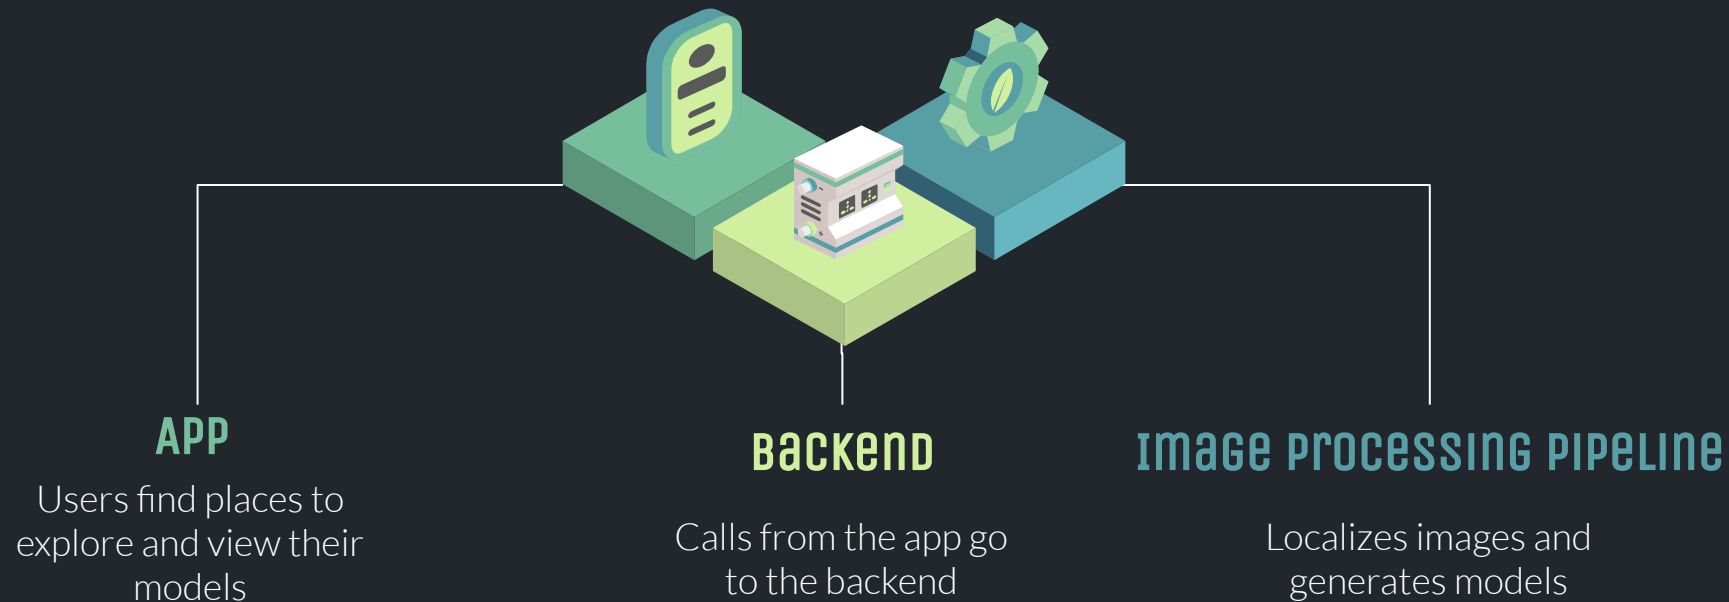 APP
Users find places to
explore and view their
models
Backend
Calls from the app go
to the backend
Image Processing Pipeline
Localizes images and
generates models